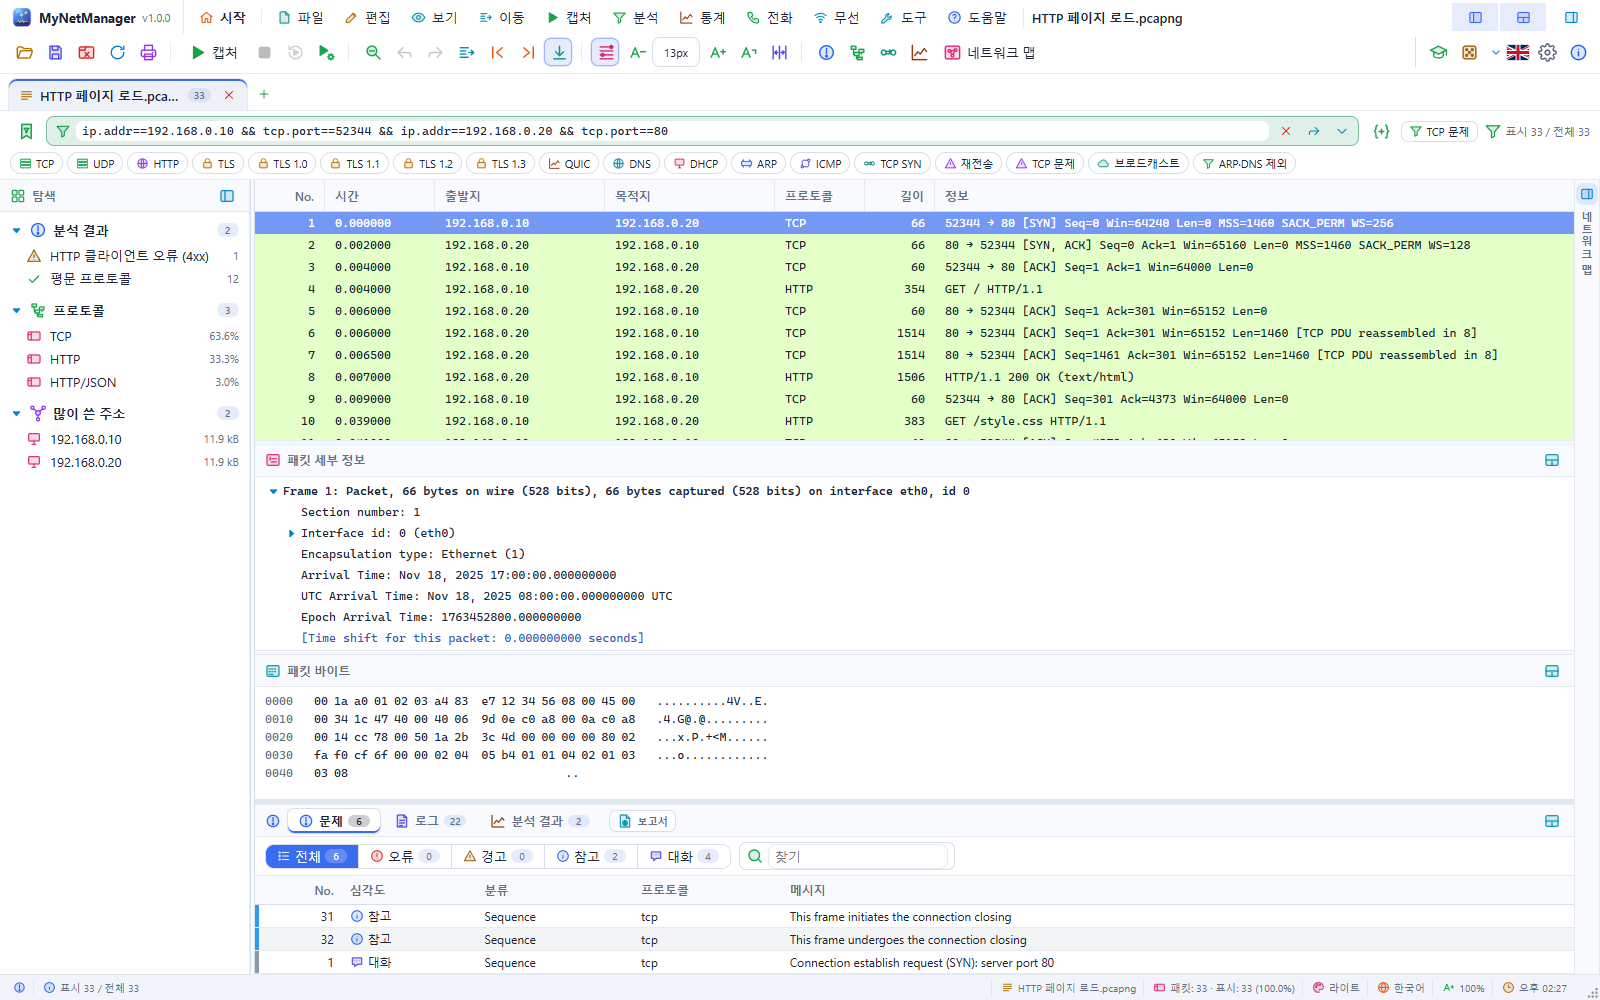 MyNetManager v1.0.0 시작 파일 편집 보기 이동 캡처 분석 통계 전화 무선 도구 도움말 HTTP 페이지 로드.pcapng
캡처 13px 네트워크 맵
HTTP 페이지 로드.pca... 33
ip.addr==192.168.0.10 && tcp.port==52344 && ip.addr==192.168.0.20 && tcp.port==80 TCP 문제 표시 33 / 전체 33
TCP UDP HTTP TLS TLS 1.0 TLS 1.1 TLS 1.2 TLS 1.3 QUIC DNS DHCP ARP ICMP TCP SYN 재전송 TCP 문제 브로드캐스트 ARP·DNS 제외
탐색
분석 결과 2
HTTP 클라이언트 오류 (4xx) 1
평문 프로토콜 12
프로토콜 3
TCP 63.6%
HTTP 33.3%
HTTP/JSON 3.0%
많이 쓴 주소 2
192.168.0.10 11.9 kB
192.168.0.20 11.9 kB
No. 시간 출발지 목적지 프로토콜 길이 정보
1 0.000000 192.168.0.10 192.168.0.20 TCP 66 52344 → 80 [SYN] Seq=0 Win=64240 Len=0 MSS=1460 SACK_PERM WS=256
2 0.002000 192.168.0.20 192.168.0.10 TCP 66 80 → 52344 [SYN, ACK] Seq=0 Ack=1 Win=65160 Len=0 MSS=1460 SACK_PERM WS=128
3 0.004000 192.168.0.10 192.168.0.20 TCP 60 52344 → 80 [ACK] Seq=1 Ack=1 Win=64000 Len=0
4 0.004000 192.168.0.10 192.168.0.20 HTTP 354 GET / HTTP/1.1
5 0.006000 192.168.0.20 192.168.0.10 TCP 60 80 → 52344 [ACK] Seq=1 Ack=301 Win=65152 Len=0
6 0.006000 192.168.0.20 192.168.0.10 TCP 1514 80 → 52344 [ACK] Seq=1 Ack=301 Win=65152 Len=1460 [TCP PDU reassembled in 8]
7 0.006500 192.168.0.20 192.168.0.10 TCP 1514 80 → 52344 [ACK] Seq=1461 Ack=301 Win=65152 Len=1460 [TCP PDU reassembled in 8]
8 0.007000 192.168.0.20 192.168.0.10 HTTP 1506 HTTP/1.1 200 OK (text/html)
9 0.009000 192.168.0.10 192.168.0.20 TCP 60 52344 → 80 [ACK] Seq=301 Ack=4373 Win=64000 Len=0
10 0.039000 192.168.0.10 192.168.0.20 HTTP 383 GET /style.css HTTP/1.1
네트워크 맵
패킷 세부 정보
Frame 1: Packet, 66 bytes on wire (528 bits), 66 bytes captured (528 bits) on interface eth0, id 0
Section number: 1
Interface id: 0 (eth0)
Encapsulation type: Ethernet (1)
Arrival Time: Nov 18, 2025 17:00:00.000000000
UTC Arrival Time: Nov 18, 2025 08:00:00.000000000 UTC
Epoch Arrival Time: 1763452800.000000000
[Time shift for this packet: 0.000000000 seconds]
패킷 바이트
0000 00 1a a0 01 02 03 a4 83 e7 12 34 56 08 00 45 00 ..........4V..E.
0010 00 34 1c 47 40 00 40 06 9d 0e c0 a8 00 0a c0 a8 .4.G@.@.........
0020 00 14 cc 78 00 50 1a 2b 3c 4d 00 00 00 00 80 02 ...x.P.+<M......
0030 fa f0 cf 6f 00 00 02 04 05 b4 01 01 04 02 01 03 ...o............
0040 03 08 ..
문제 6 로그 22 분석 결과 2 보고서
전체 6 오류 0 경고 0 참고 2 대화 4 찾기
No. 심각도 분류 프로토콜 메시지
31 참고 Sequence tcp This frame initiates the connection closing
32 참고 Sequence tcp This frame undergoes the connection closing
1 대화 Sequence tcp Connection establish request (SYN): server port 80
표시 33 / 전체 33 HTTP 페이지 로드.pcapng 패킷: 33 · 표시: 33 (100.0%) 라이트 한국어 100% 오후 02:27